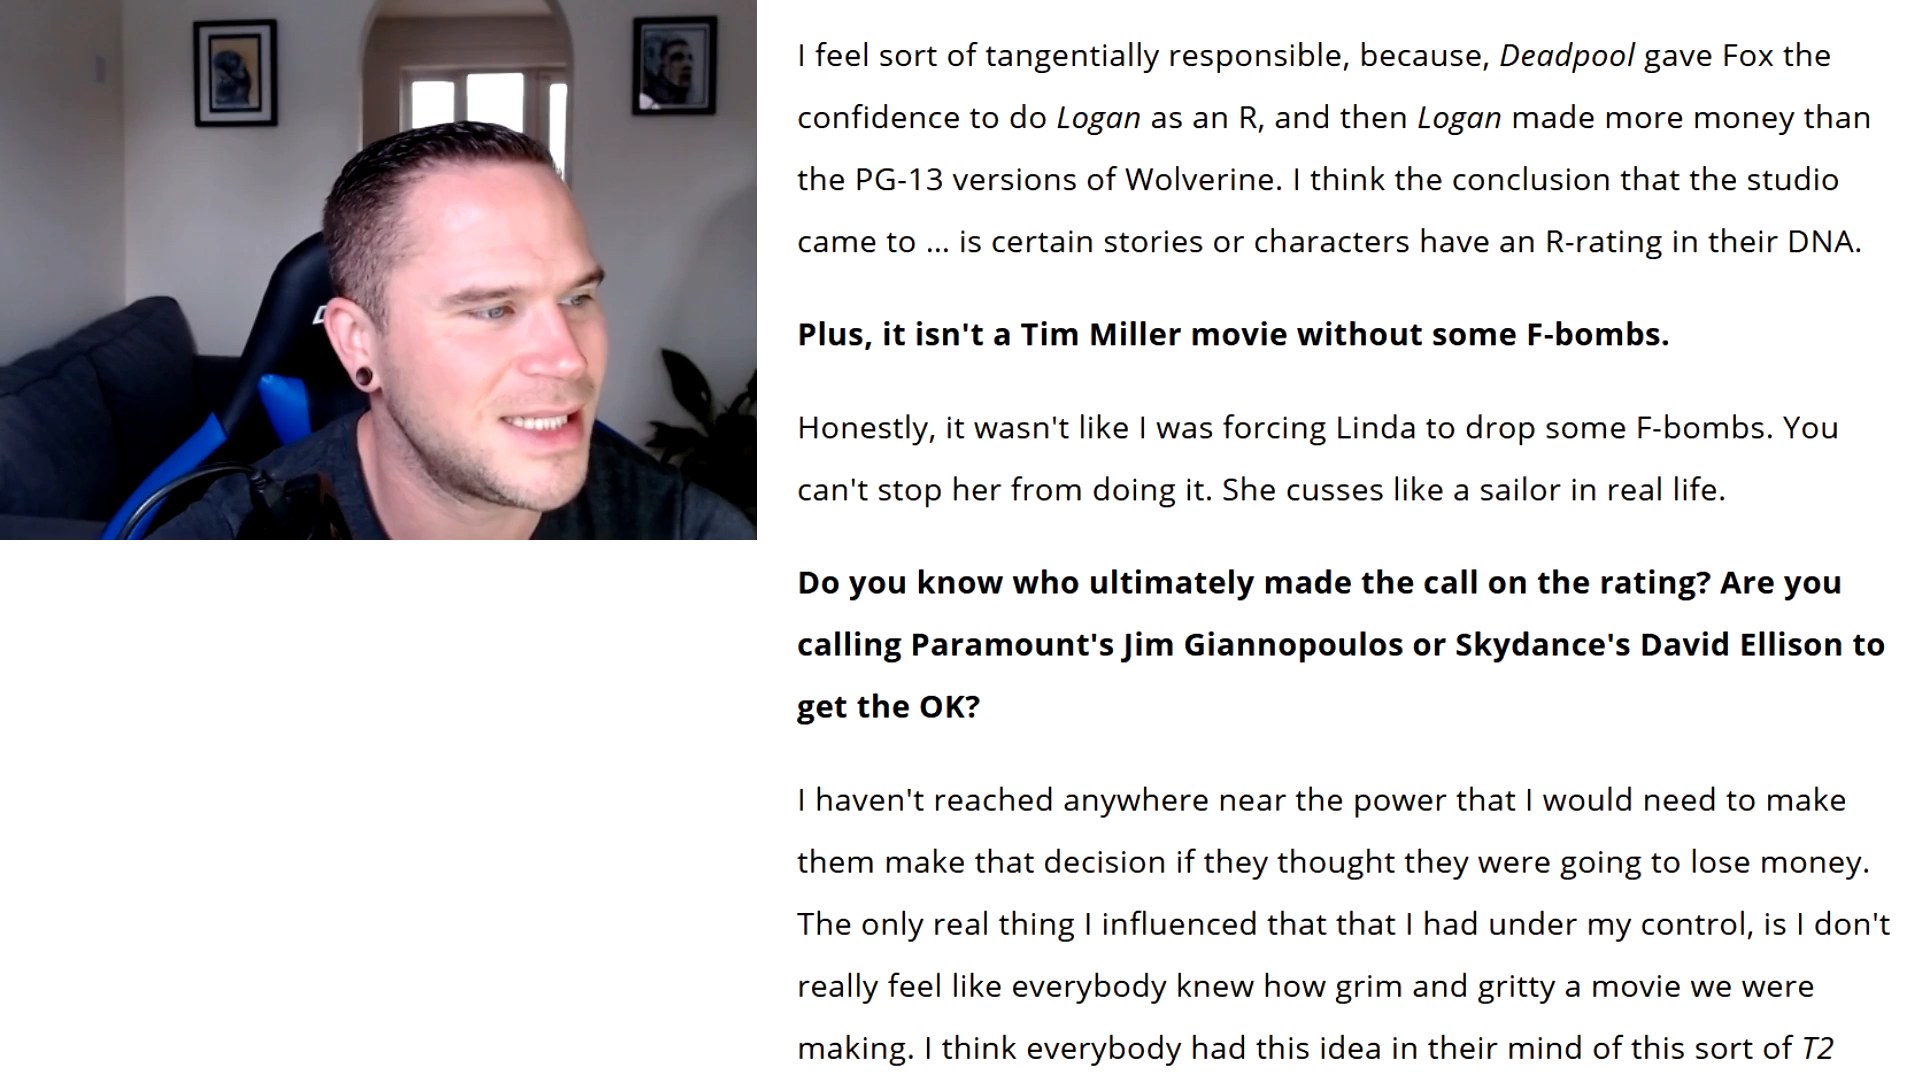 I feel sort of tangentially responsible, because, Deadpool gave Fox the
confidence to do Logan as an R, and then Logan made more money than
the PG-13 versions of Wolverine. I think the conclusion that the studio
came to ... is certain stories or characters have an R-rating in their DNA.
Plus, it isn't a Tim Miller movie without some F-bombs.
Honestly, it wasn't like I was forcing Linda to drop some F-bombs. You
can't stop her from doing it. She cusses like a sailor in real life.
Do you know who ultimately made the call on the rating? Are you
calling Paramount's Jim Giannopoulos or Skydance's David Ellison to
get the OK?
I haven't reached anywhere near the power that I would need to make
them make that decision if they thought they were going to lose money.
The only real thing I influenced that that I had under my control, is I don't
really feel like everybody knew how grim and gritty a movie we were
making. I think everybody had this idea in their mind of this sort of T2